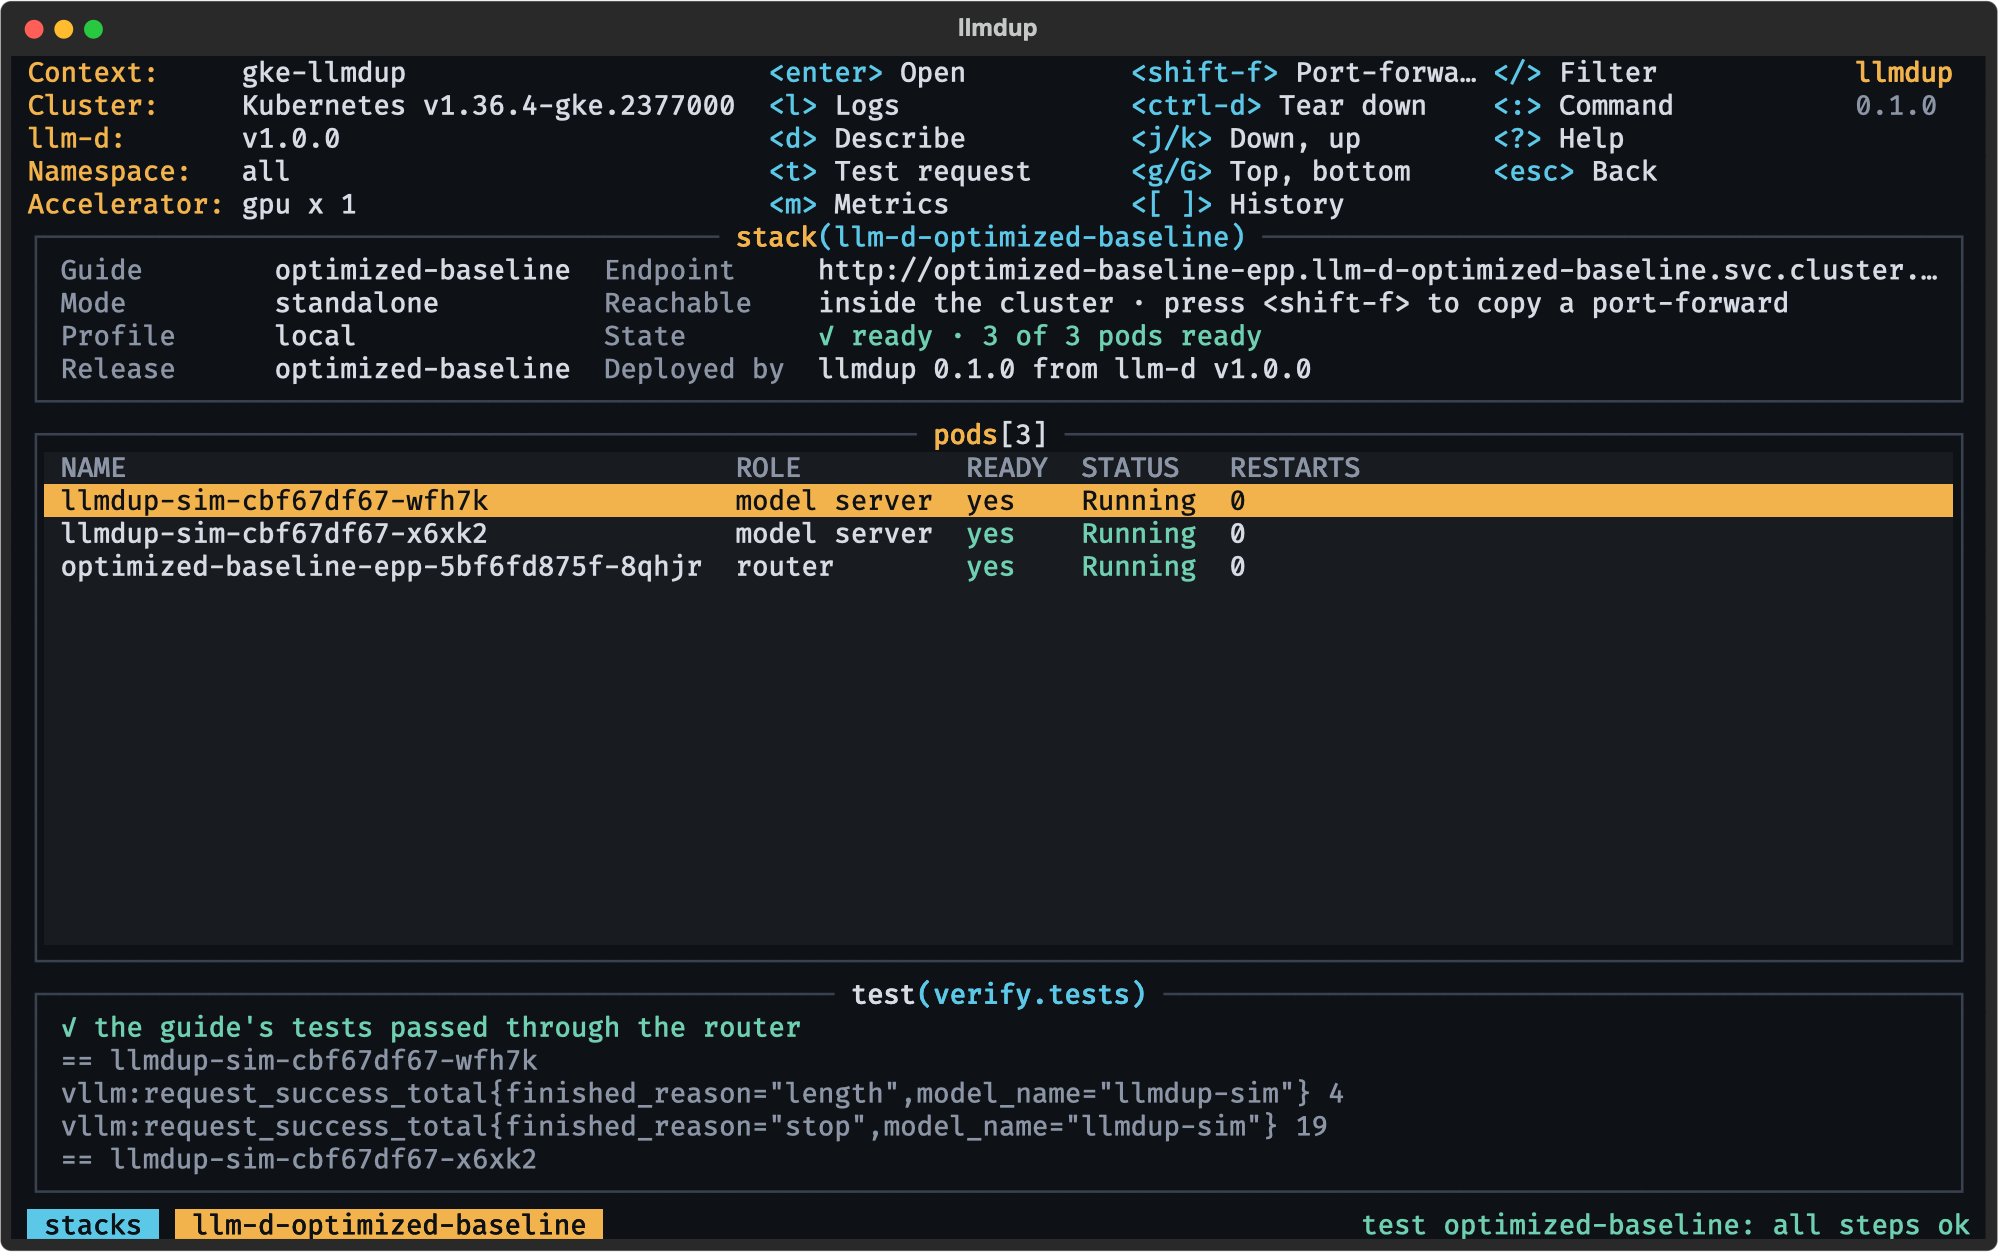 llmdup
Context: gke-llmdup <enter> Open <shift-f> Port-forwa… </> Filter llmdup
Cluster: Kubernetes v1.36.4-gke.2377000 <l> Logs <ctrl-d> Tear down <:> Command 0.1.0
llm-d: v1.0.0 <d> Describe <j/k> Down, up <?> Help
Namespace: all <t> Test request <g/G> Top, bottom <esc> Back
Accelerator: gpu x 1 <m> Metrics <[ ]> History
stack(llm-d-optimized-baseline)
Guide optimized-baseline Endpoint http://optimized-baseline-epp.llm-d-optimized-baseline.svc.cluster.…
Mode standalone Reachable inside the cluster · press <shift-f> to copy a port-forward
Profile local State √ ready · 3 of 3 pods ready
Release optimized-baseline Deployed by llmdup 0.1.0 from llm-d v1.0.0
pods[3]
NAME ROLE READY STATUS RESTARTS
llmdup-sim-cbf67df67-wfh7k model server yes Running 0
llmdup-sim-cbf67df67-x6xk2 model server yes Running 0
optimized-baseline-epp-5bf6fd875f-8qhjr router yes Running 0
test(verify.tests)
√ the guide's tests passed through the router
== llmdup-sim-cbf67df67-wfh7k
vllm:request_success_total{finished_reason="length",model_name="llmdup-sim"} 4
vllm:request_success_total{finished_reason="stop",model_name="llmdup-sim"} 19
== llmdup-sim-cbf67df67-x6xk2
stacks llm-d-optimized-baseline test optimized-baseline: all steps ok